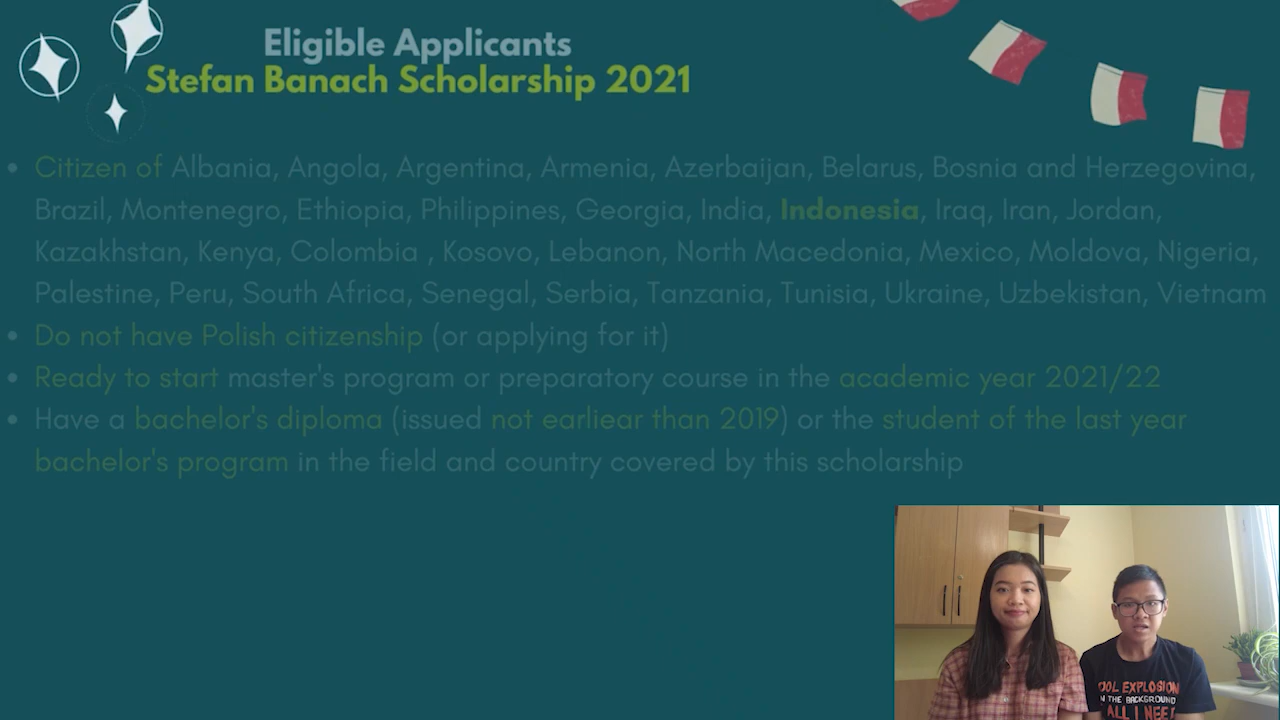 Eligible Applicants
Stefan Banach Scholarship 2021
• Citizen of Albania, Angola, Argentina, Armenia, Azerbaijan, Belarus, Bosnia and Herzegovina,
Brazil, Montenegro, Ethiopia, Philippines, Georgia, India, Indonesia, Iraq, Iran, Jordan,
Kazakhstan, Kenya, Colombia , Kosovo, Lebanon, North Macedonia, Mexico, Moldova, Nigeria,
Palestine, Peru, South Africa, Senegal, Serbia, Tanzania, Tunisia, Ukraine, Uzbekistan, Vietnam
• Do not have Polish citizenship (or applying for it)
• Ready to start master's program or preparatory course in the academic year 2021/22
• Have a bachelor's diploma (issued not earliear than 2019) or the student of the last year
bachelor's program in the field and country covered by this scholarship
EXPLOSION
IN THE BACKGROUND
ALL I NEED